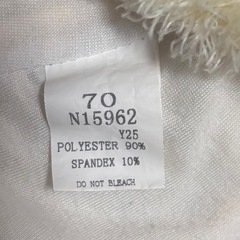 70
N15962
Y25
POLYESTER 90%
SPANDEX 10%
DO NOT BLEACH